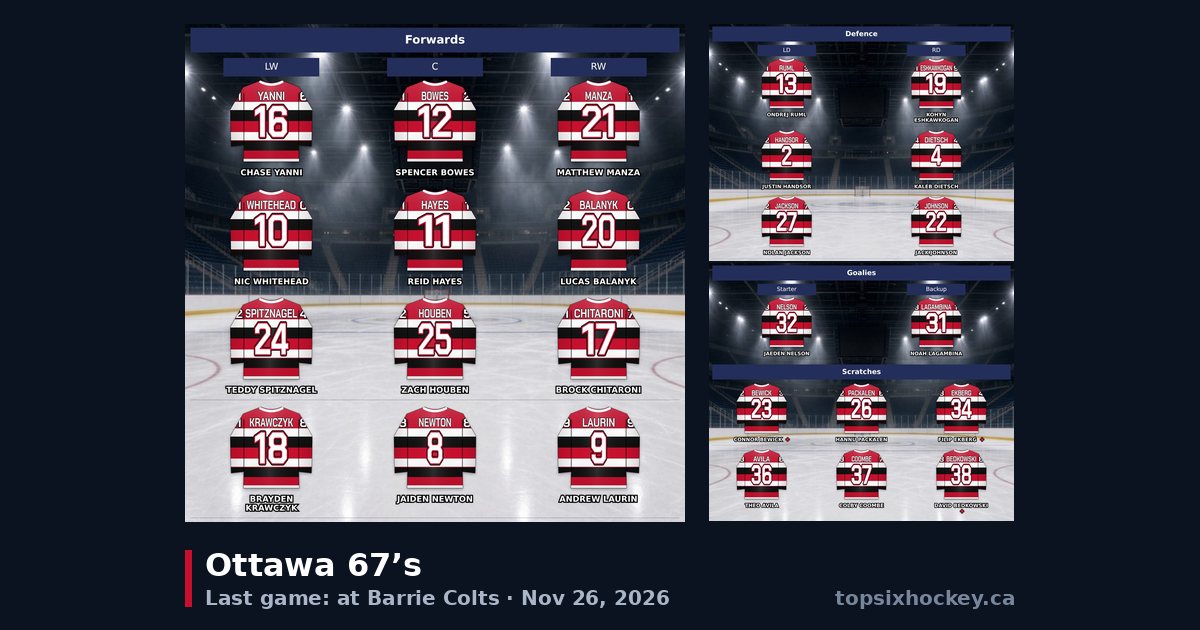 Forwards
LW C RW
YANNI BOWES MANZA
16 12 21
CHASE YANNI SPENCER BOWES MATTHEW MANZA
WHITEHEAD HAYES BALANYK
10 11 20
NIC WHITEHEAD REID HAYES LUCAS BALANYK
SPITZNAGEL HOUBEN CHITARONI
24 25 17
TEDDY SPITZNAGEL ZACH HOUBEN BROCK CHITARONI
KRAWCZYK NEWTON LAURIN
18 8 9
BRAYDEN
KRAWCZYK JAIDEN NEWTON ANDREW LAURIN
Defence
LD RD
RUML ESHKAWKOGAN
13 19
ONDREJ RUML KOHYN
ESHKAWKOGAN
HANDSOR DIETSCH
2 4
JUSTIN HANDSOR KALEB DIETSCH
JACKSON JOHNSON
27 22
NOLAN JACKSON JACK JOHNSON
Goalies
Starter Backup
NELSON LAGAMBINA
32 31
JAEDEN NELSON NOAH LAGAMBINA
Scratches
BEWICK PACKALEN EKBERG
23 26 34
CONNOR BEWICK HANNU PACKALEN FILIP EKBERG
AVILA COOMBE BEDKOWSKI
36 37 38
THEO AVILA COLBY COOMBE DAVID BEDKOWSKI
Ottawa 67’s
Last game: at Barrie Colts · Nov 26, 2026
topsixhockey.ca